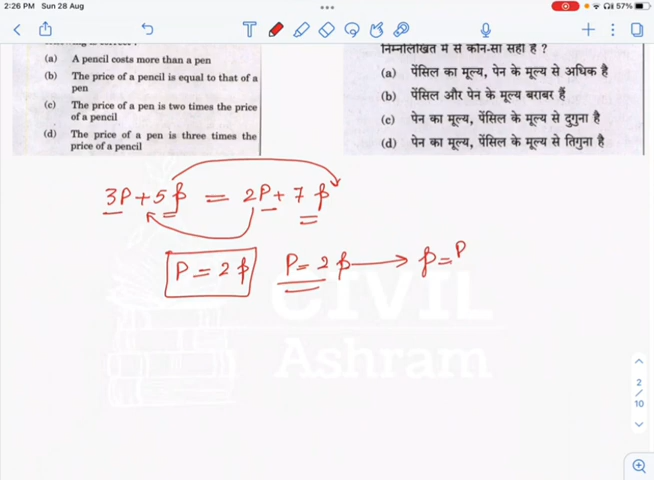 2:26 PM Sun 28 Aug
57%
(a) A pencil costs more than a pen
(b) The price of a pencil is equal to that of a
pen
(c) The price of a pen is two times the price
of a pencil
(d) The price of a pen is three times the
price of a pencil
निम्नलिखित में से कौन-सा सही है ?
(a) पेंसिल का मूल्य, पेन के मूल्य से अधिक है
(b) पेंसिल और पेन के मूल्य बराबर हैं
(c) पेन का मूल्य, पेंसिल के मूल्य से दुगुना है
(d) पेन का मूल्य, पेंसिल के मूल्य से तिगुना है
3P + 5p = 2P + 7p
P = 2p P = 2p → p = P
CIVIL
Ashram
2
/
10